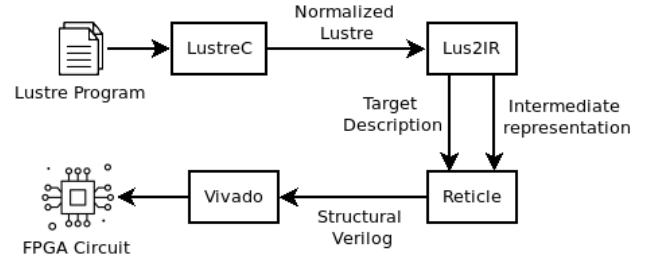 Normalized
Lustre
LustreC
Lus2IR
Lustre Program
Target
Description
Intermediate
representation
Vivado
Reticle
Structural
Verilog
FPGA Circuit